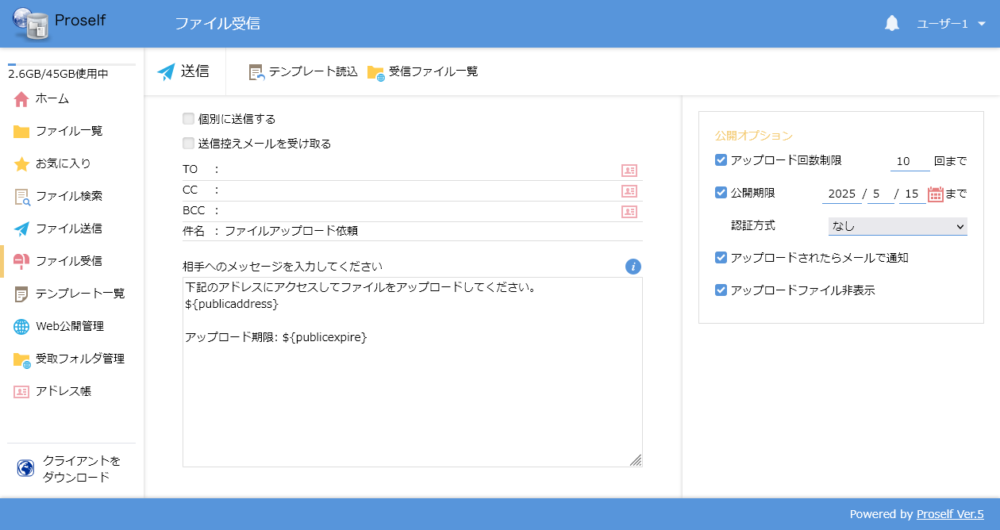 Proself
ファイル受信
ユーザー1
2.6GB/45GB使用中
ホーム
ファイル一覧
お気に入り
ファイル検索
ファイル送信
ファイル受信
テンプレート一覧
Web公開管理
受取フォルダ管理
アドレス帳
クライアントを
ダウンロード
送信
テンプレート読込
受信ファイル一覧
個別に送信する
送信控えメールを受け取る
TO :
CC :
BCC :
件名 : ファイルアップロード依頼
相手へのメッセージを入力してください
下記のアドレスにアクセスしてファイルをアップロードしてください。
${publicaddress}
アップロード期限: ${publicexpire}
公開オプション
アップロード回数制限 10 回まで
公開期限 2025 / 5 / 15 まで
認証方式 なし
アップロードされたらメールで通知
アップロードファイル非表示
Powered by Proself Ver.5